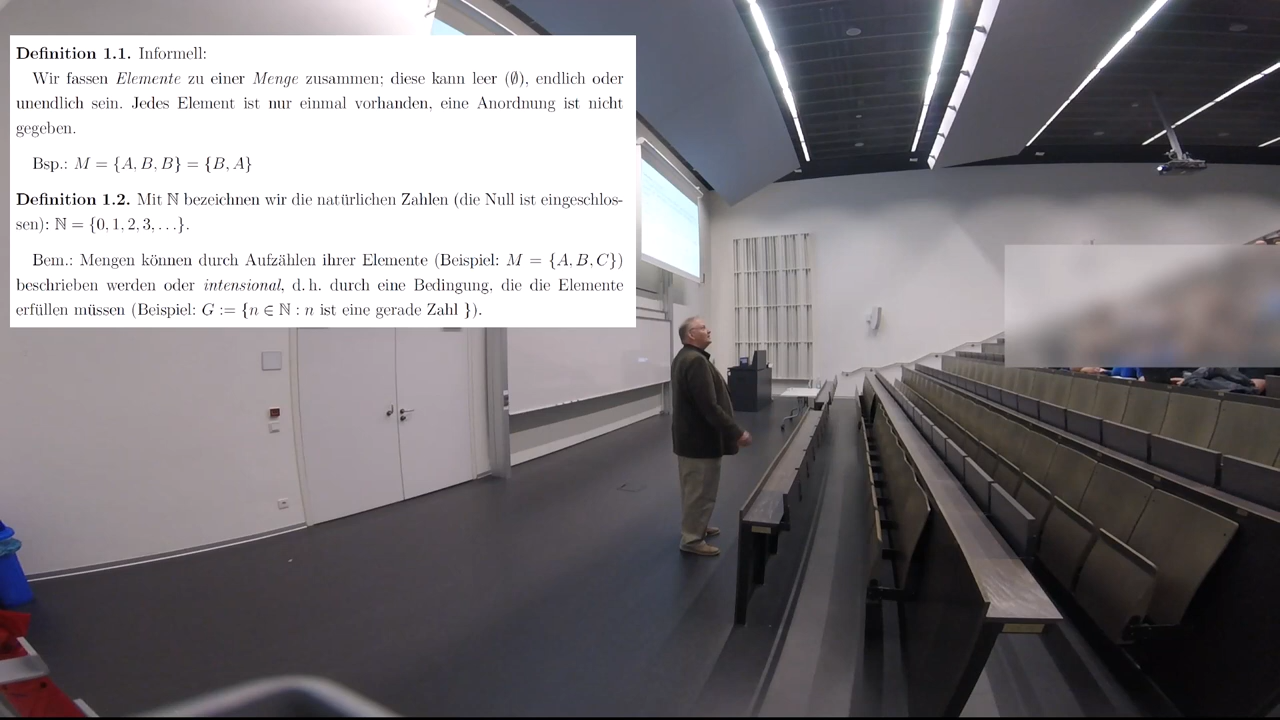 Definition 1.1. Informell:
Wir fassen Elemente zu einer Menge zusammen; diese kann leer (∅), endlich oder
unendlich sein. Jedes Element ist nur einmal vorhanden, eine Anordnung ist nicht
gegeben.
Bsp.: M = {A, B, B} = {B, A}
Definition 1.2. Mit ℕ bezeichnen wir die natürlichen Zahlen (die Null ist eingeschlos-
sen): ℕ = {0, 1, 2, 3, . . .}.
Bem.: Mengen können durch Aufzählen ihrer Elemente (Beispiel: M = {A, B, C})
beschrieben werden oder intensional, d. h. durch eine Bedingung, die die Elemente
erfüllen müssen (Beispiel: G := {n ∈ ℕ : n ist eine gerade Zahl }).